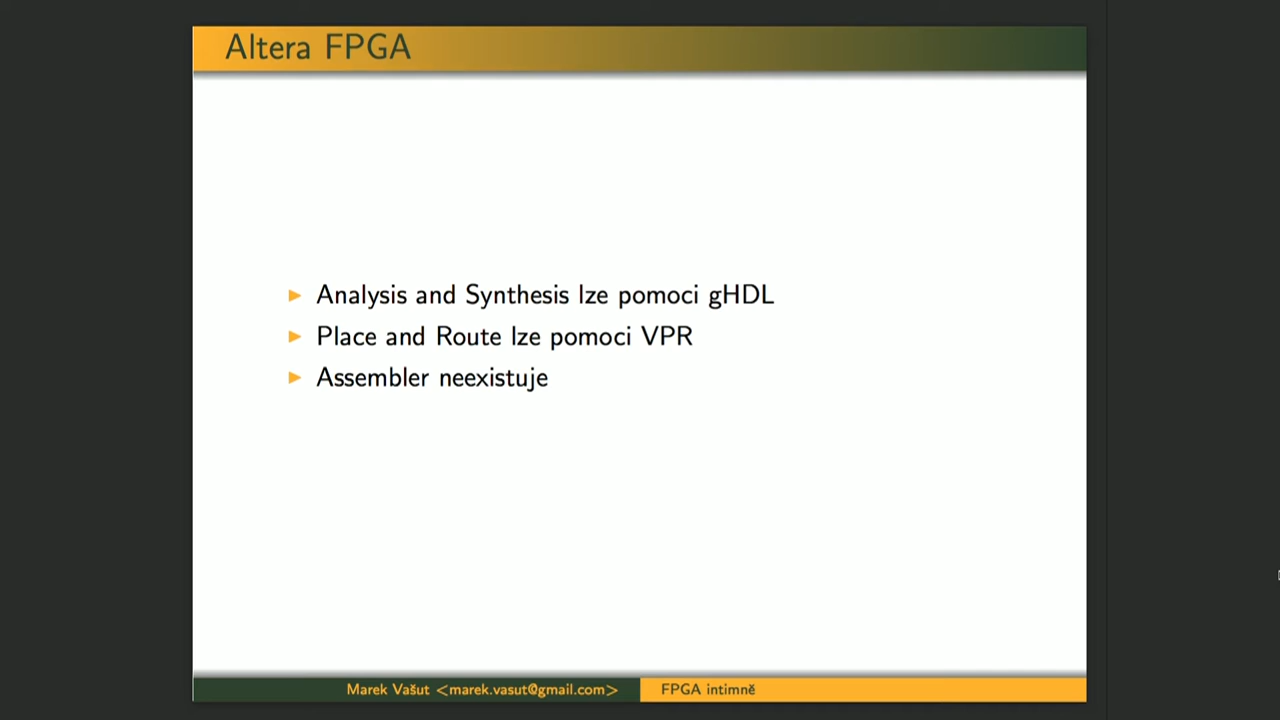 Altera FPGA
Analysis and Synthesis lze pomoci gHDL
Place and Route lze pomoci VPR
Assembler neexistuje
Marek Vašut <marek.vasut@gmail.com>
FPGA intimně